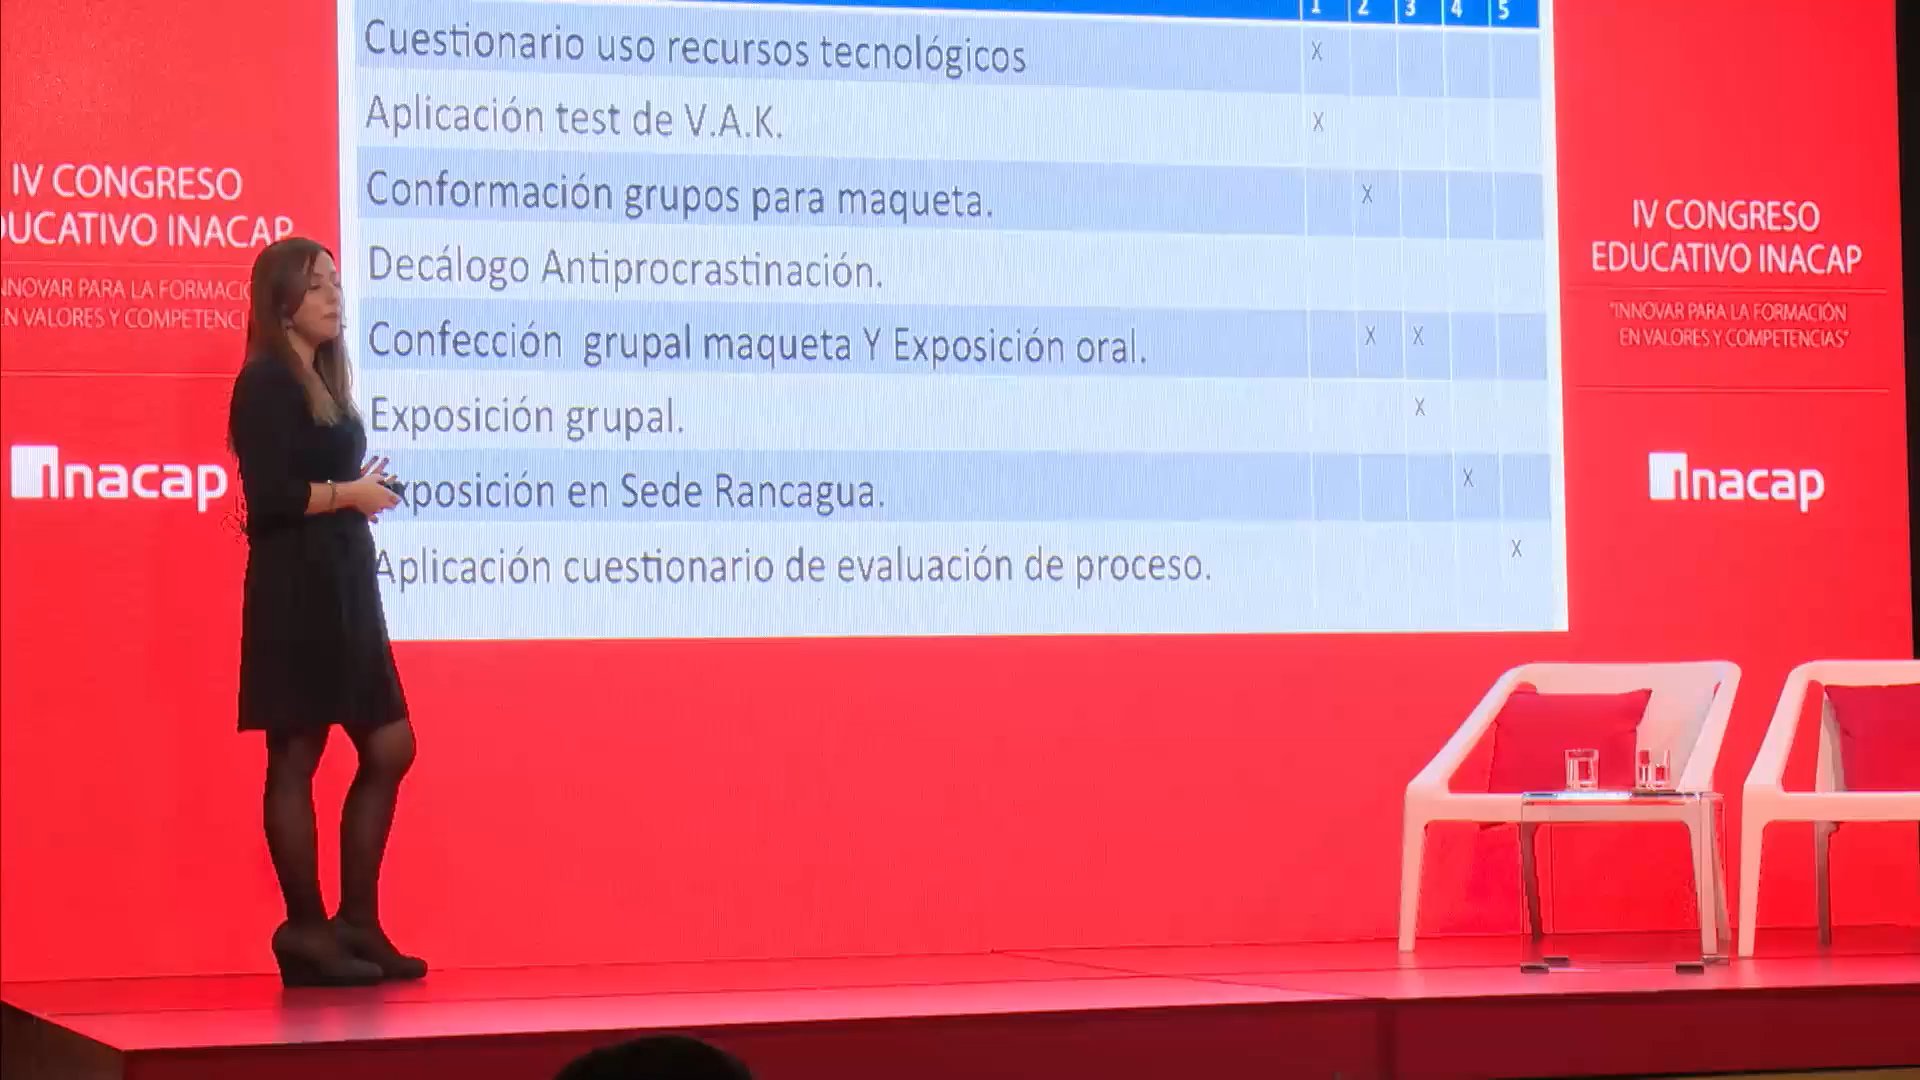 1 2 3 4 5
Cuestionario uso recursos tecnológicos X
Aplicación test de V.A.K. X
Conformación grupos para maqueta. X
Decálogo Antiprocrastinación.
Confección grupal maqueta Y Exposición oral. X X
Exposición grupal. X
xposición en Sede Rancagua. X
Aplicación cuestionario de evaluación de proceso. X
IV CONGRESO
DUCATIVO INACAP
NNOVAR PARA LA FORMACIÓ
N VALORES Y COMPETENCI
inacap
IV CONGRESO
EDUCATIVO INACAP
"INNOVAR PARA LA FORMACIÓN
EN VALORES Y COMPETENCIAS"
inacap